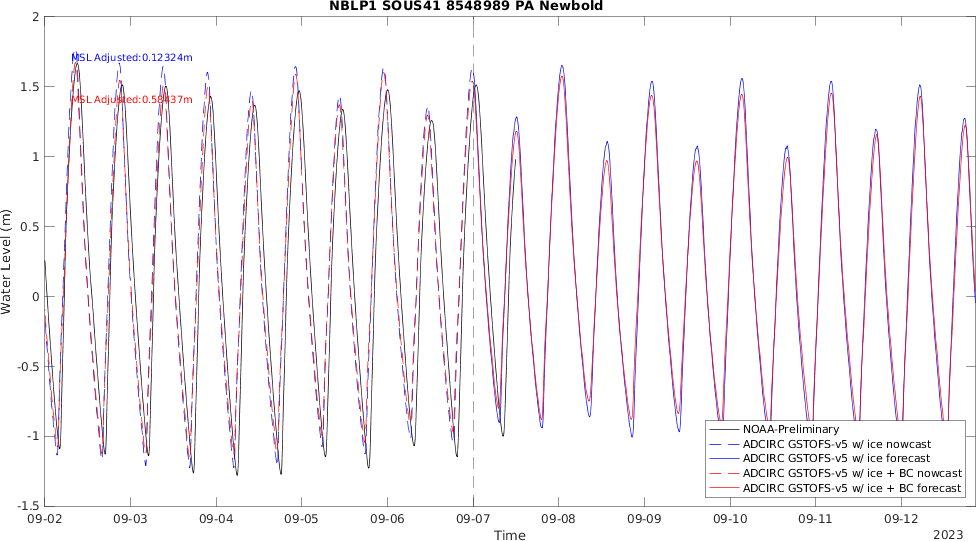 NBLP1 SOUS41 8548989 PA Newbold
2
1.5
1
0.5
0
-0.5
-1
-1.5
Water Level (m)
MSL Adjusted:0.12324m
MSL Adjusted:0.58437m
NOAA-Preliminary
ADCIRC GSTOFS-v5 w/ ice nowcast
ADCIRC GSTOFS-v5 w/ ice forecast
ADCIRC GSTOFS-v5 w/ ice + BC nowcast
ADCIRC GSTOFS-v5 w/ ice + BC forecast
09-02 09-03 09-04 09-05 09-06 09-07 09-08 09-09 09-10 09-11 09-12
Time
2023